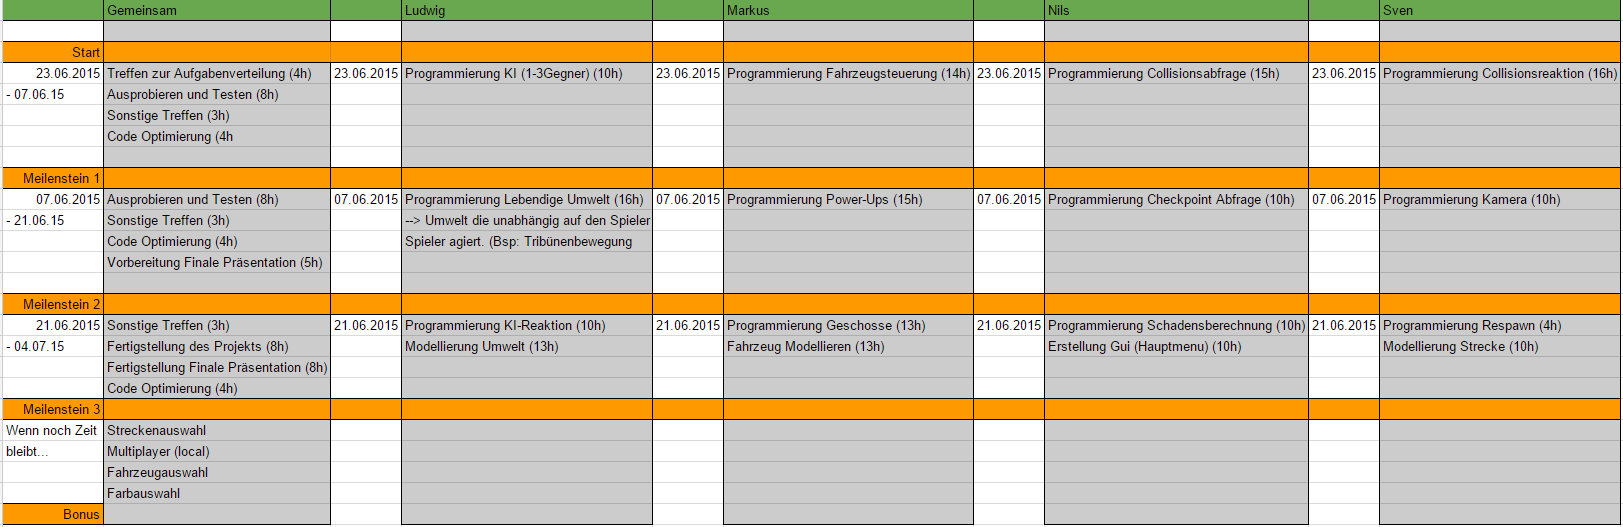 Gemeinsam Ludwig Markus Nils Sven
Start
23.06.2015 Treffen zur Aufgabenverteilung (4h) 23.06.2015 Programmierung KI (1-3Gegner) (10h) 23.06.2015 Programmierung Fahrzeugsteuerung (14h) 23.06.2015 Programmierung Collisionsabfrage (15h) 23.06.2015 Programmierung Collisionsreaktion (16h)
- 07.06.15 Ausprobieren und Testen (8h)
Sonstige Treffen (3h)
Code Optimierung (4h
Meilenstein 1
07.06.2015 Ausprobieren und Testen (8h) 07.06.2015 Programmierung Lebendige Umwelt (16h) 07.06.2015 Programmierung Power-Ups (15h) 07.06.2015 Programmierung Checkpoint Abfrage (10h) 07.06.2015 Programmierung Kamera (10h)
- 21.06.15 Sonstige Treffen (3h) --> Umwelt die unabhängig auf den Spieler
Code Optimierung (4h) Spieler agiert. (Bsp: Tribünenbewegung
Vorbereitung Finale Präsentation (5h)
Meilenstein 2
21.06.2015 Sonstige Treffen (3h) 21.06.2015 Programmierung KI-Reaktion (10h) 21.06.2015 Programmierung Geschosse (13h) 21.06.2015 Programmierung Schadensberechnung (10h) 21.06.2015 Programmierung Respawn (4h)
- 04.07.15 Fertigstellung des Projekts (8h) Modellierung Umwelt (13h) Fahrzeug Modellieren (13h) Erstellung Gui (Hauptmenu) (10h) Modellierung Strecke (10h)
Fertigstellung Finale Präsentation (8h)
Code Optimierung (4h)
Meilenstein 3
Wenn noch Zeit Streckenauswahl
bleibt... Multiplayer (local)
Fahrzeugauswahl
Farbauswahl
Bonus